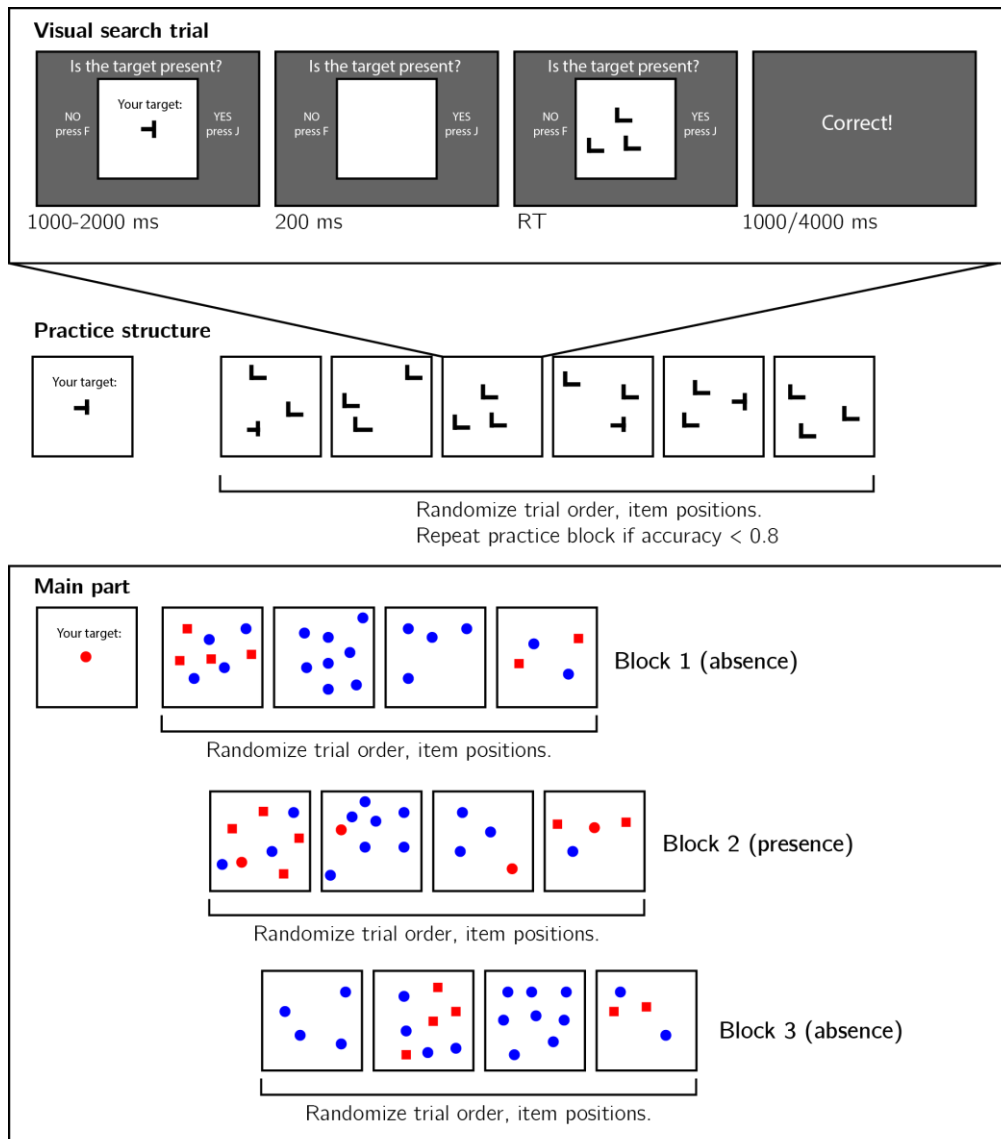 Visual search trial
Is the target present?
NO
press F
Your target:
YES
press J
1000-2000 ms
Is the target present?
NO
press F
YES
press J
200 ms
Is the target present?
NO
press F
YES
press J
RT
Correct!
1000/4000 ms
Practice structure
Your target:
Randomize trial order, item positions.
Repeat practice block if accuracy < 0.8
Main part
Your target:
Block 1 (absence)
Randomize trial order, item positions.
Block 2 (presence)
Randomize trial order, item positions.
Block 3 (absence)
Randomize trial order, item positions.